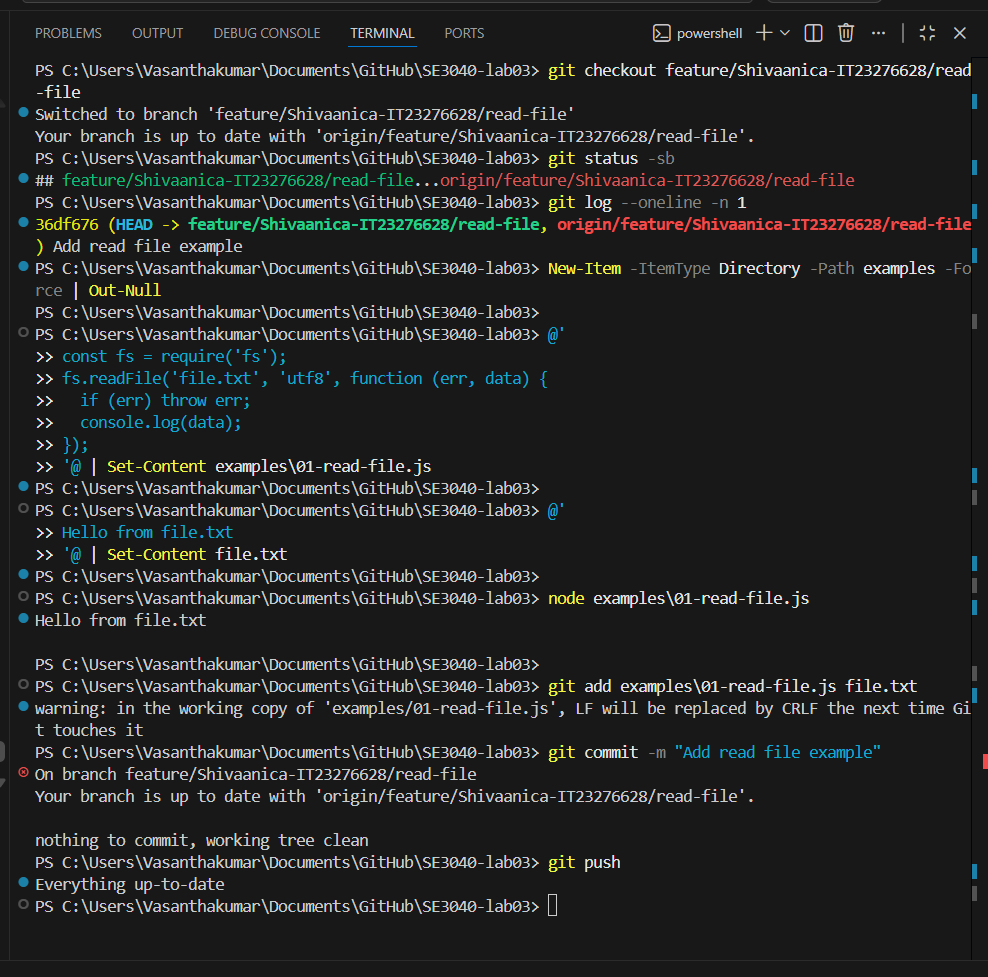 PROBLEMS OUTPUT DEBUG CONSOLE TERMINAL PORTS powershell
PS C:\Users\Vasanthakumar\Documents\GitHub\SE3040-lab03> git checkout feature/Shivaanica-IT23276628/read
-file
Switched to branch 'feature/Shivaanica-IT23276628/read-file'
Your branch is up to date with 'origin/feature/Shivaanica-IT23276628/read-file'.
PS C:\Users\Vasanthakumar\Documents\GitHub\SE3040-lab03> git status -sb
## feature/Shivaanica-IT23276628/read-file...origin/feature/Shivaanica-IT23276628/read-file
PS C:\Users\Vasanthakumar\Documents\GitHub\SE3040-lab03> git log --oneline -n 1
36df676 (HEAD -> feature/Shivaanica-IT23276628/read-file, origin/feature/Shivaanica-IT23276628/read-file
) Add read file example
PS C:\Users\Vasanthakumar\Documents\GitHub\SE3040-lab03> New-Item -ItemType Directory -Path examples -Fo
rce | Out-Null
PS C:\Users\Vasanthakumar\Documents\GitHub\SE3040-lab03>
PS C:\Users\Vasanthakumar\Documents\GitHub\SE3040-lab03> @'
>> const fs = require('fs');
>> fs.readFile('file.txt', 'utf8', function (err, data) {
>>   if (err) throw err;
>>   console.log(data);
>> });
>> '@ | Set-Content examples\01-read-file.js
PS C:\Users\Vasanthakumar\Documents\GitHub\SE3040-lab03>
PS C:\Users\Vasanthakumar\Documents\GitHub\SE3040-lab03> @'
>> Hello from file.txt
>> '@ | Set-Content file.txt
PS C:\Users\Vasanthakumar\Documents\GitHub\SE3040-lab03>
PS C:\Users\Vasanthakumar\Documents\GitHub\SE3040-lab03> node examples\01-read-file.js
Hello from file.txt
PS C:\Users\Vasanthakumar\Documents\GitHub\SE3040-lab03>
PS C:\Users\Vasanthakumar\Documents\GitHub\SE3040-lab03> git add examples\01-read-file.js file.txt
warning: in the working copy of 'examples/01-read-file.js', LF will be replaced by CRLF the next time Gi
t touches it
PS C:\Users\Vasanthakumar\Documents\GitHub\SE3040-lab03> git commit -m "Add read file example"
On branch feature/Shivaanica-IT23276628/read-file
Your branch is up to date with 'origin/feature/Shivaanica-IT23276628/read-file'.
nothing to commit, working tree clean
PS C:\Users\Vasanthakumar\Documents\GitHub\SE3040-lab03> git push
Everything up-to-date
PS C:\Users\Vasanthakumar\Documents\GitHub\SE3040-lab03>